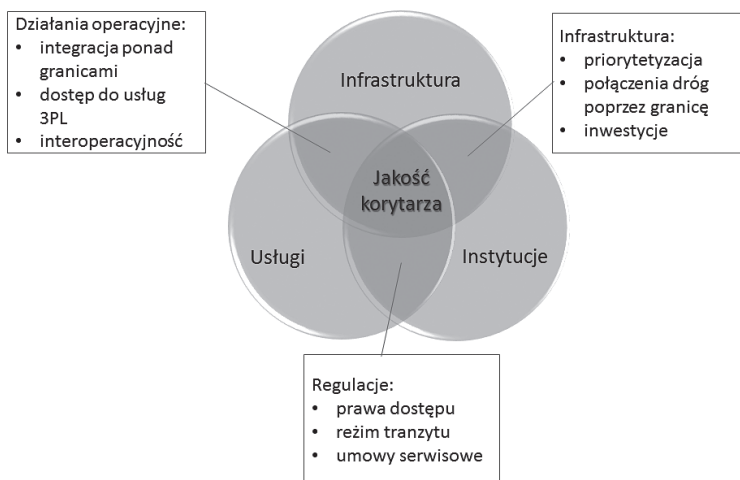 Działania operacyjne:
• integracja ponad
granicami
• dostęp do usług
3PL
• interoperacyjność
Infrastruktura:
• priorytetyzacja
• połączenia dróg
poprzez granicę
• inwestycje
Infrastruktura
Jakość
korytarza
Usługi
Instytucje
Regulacje:
• prawa dostępu
• reżim tranzytu
• umowy serwisowe